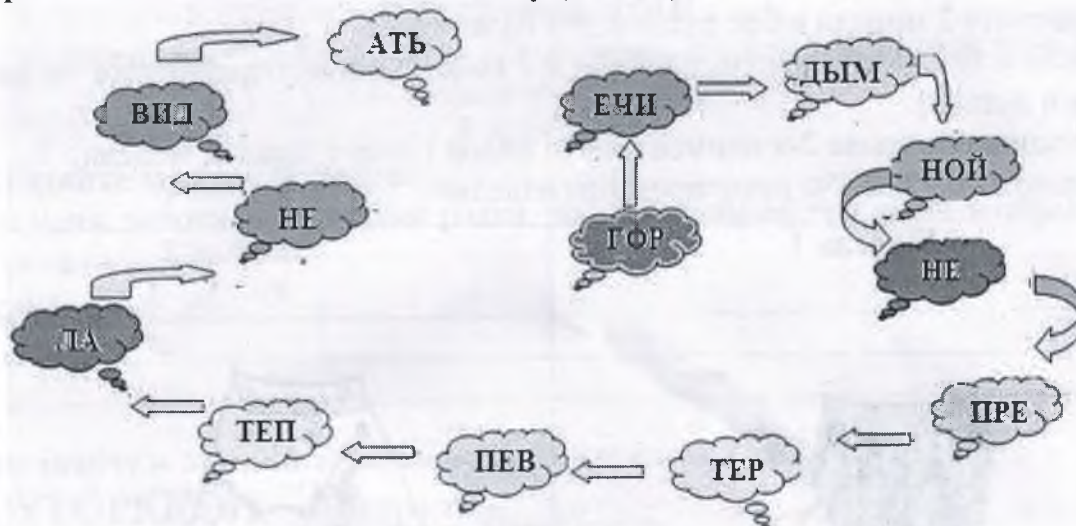 ГОР
ЕЧИ
ДЫМ
НОЙ
НЕ
ПРЕ
ТЕР
ПЕВ
ТЕП
ЛА
НЕ
ВИД
АТЬ